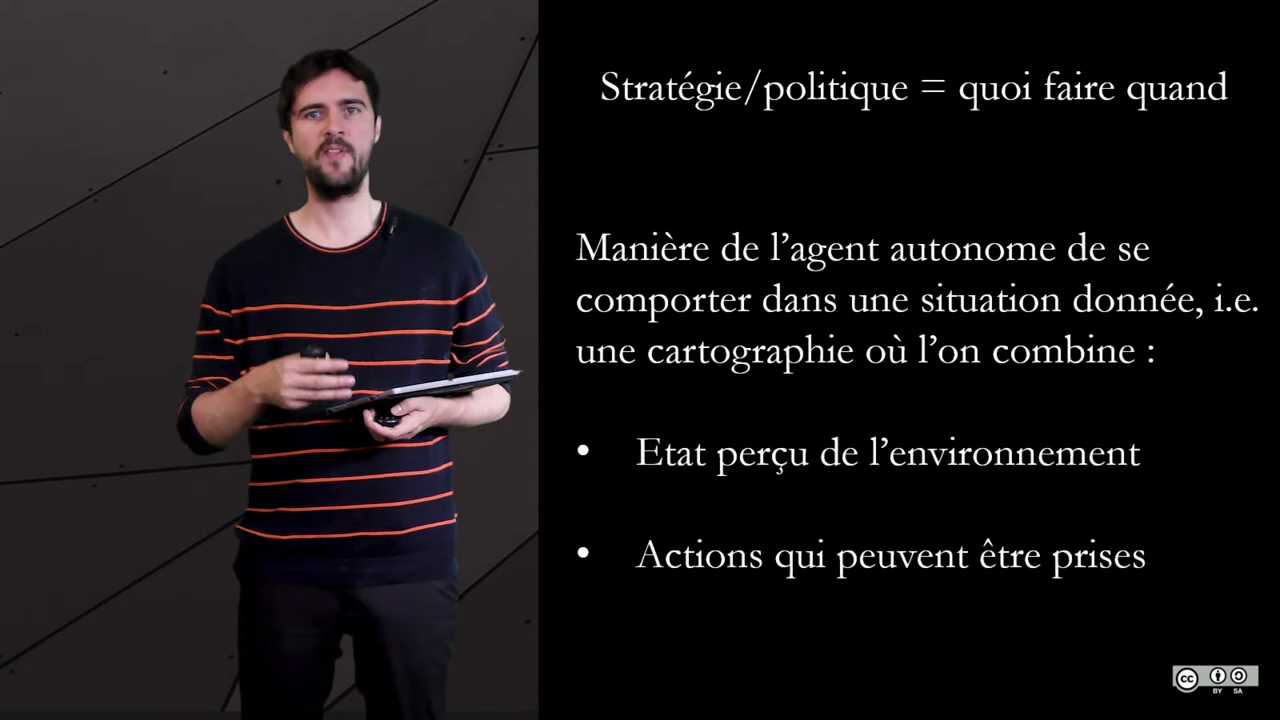 Stratégie/politique = quoi faire quand
Manière de l’agent autonome de se
comporter dans une situation donnée, i.e.
une cartographie où l’on combine :
• Etat perçu de l’environnement
• Actions qui peuvent être prises
cc
BY SA